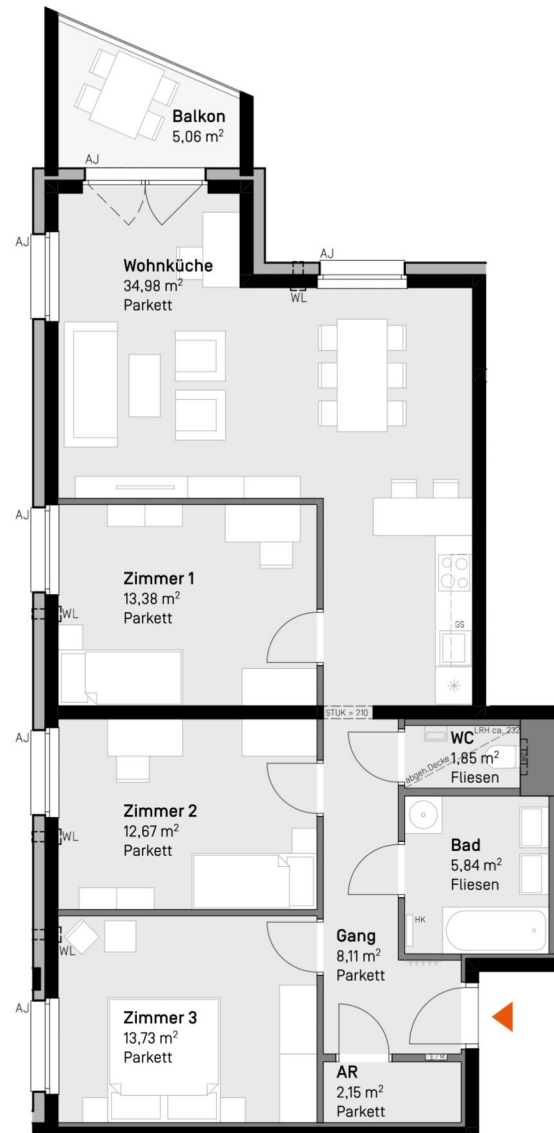 Balkon
5,06 m²
AJ
AJ
AJ
Wohnküche
34,98 m²
Parkett
WL
AJ
Zimmer 1
13,38 m²
Parkett
WL
GS
STUK = 210
AJ
WC
LRH ca. 232
1,85 m²
abgeh.Decke
Fliesen
Zimmer 2
12,67 m²
Parkett
WL
Bad
5,84 m²
Fliesen
HK
Gang
8,11 m²
Parkett
WL
AJ
Zimmer 3
13,73 m²
Parkett
AR
2,15 m²
Parkett